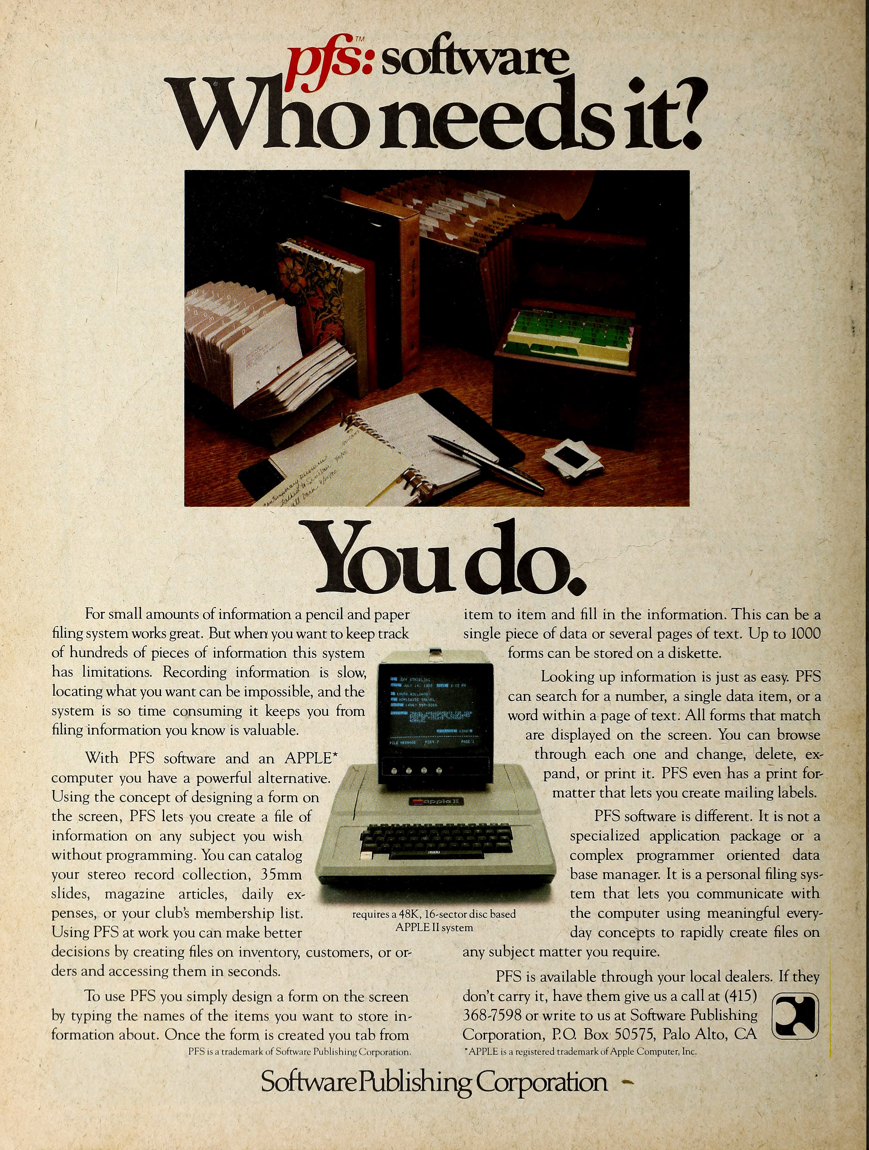 pfs:™ software
Who needs it?
You do.
For small amounts of information a pencil and paper
filing system works great. But when you want to keep track
of hundreds of pieces of information this system
has limitations. Recording information is slow,
locating what you want can be impossible, and the
system is so time consuming it keeps you from
filing information you know is valuable.
With PFS software and an APPLE*
computer you have a powerful alternative.
Using the concept of designing a form on
the screen, PFS lets you create a file of
information on any subject you wish
without programming. You can catalog
your stereo record collection, 35mm
slides, magazine articles, daily ex-
penses, or your club's membership list.
Using PFS at work you can make better
decisions by creating files on inventory, customers, or or-
ders and accessing them in seconds.
To use PFS you simply design a form on the screen
by typing the names of the items you want to store in-
formation about. Once the form is created you tab from
PFS is a trademark of Software Publishing Corporation.
apple II
requires a 48K, 16-sector disc based
APPLE II system
item to item and fill in the information. This can be a
single piece of data or several pages of text. Up to 1000
forms can be stored on a diskette.
Looking up information is just as easy. PFS
can search for a number, a single data item, or a
word within a page of text. All forms that match
are displayed on the screen. You can browse
through each one and change, delete, ex-
pand, or print it. PFS even has a print for-
matter that lets you create mailing labels.
PFS software is different. It is not a
specialized application package or a
complex programmer oriented data
base manager. It is a personal filing sys-
tem that lets you communicate with
the computer using meaningful every-
day concepts to rapidly create files on
any subject matter you require.
PFS is available through your local dealers. If they
don't carry it, have them give us a call at (415)
368-7598 or write to us at Software Publishing
Corporation, P.O. Box 50575, Palo Alto, CA
*APPLE is a registered trademark of Apple Computer, Inc.
Software Publishing Corporation